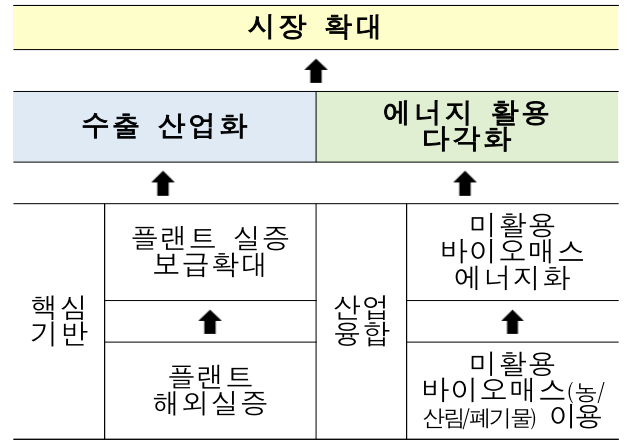 시장 확대
수출 산업화
에너지 활용
다각화
핵심
기반
플랜트 실증
보급확대
플랜트
해외실증
산업
융합
미활용
바이오매스
에너지화
미활용
바이오매스(농/
산림/폐기물) 이용